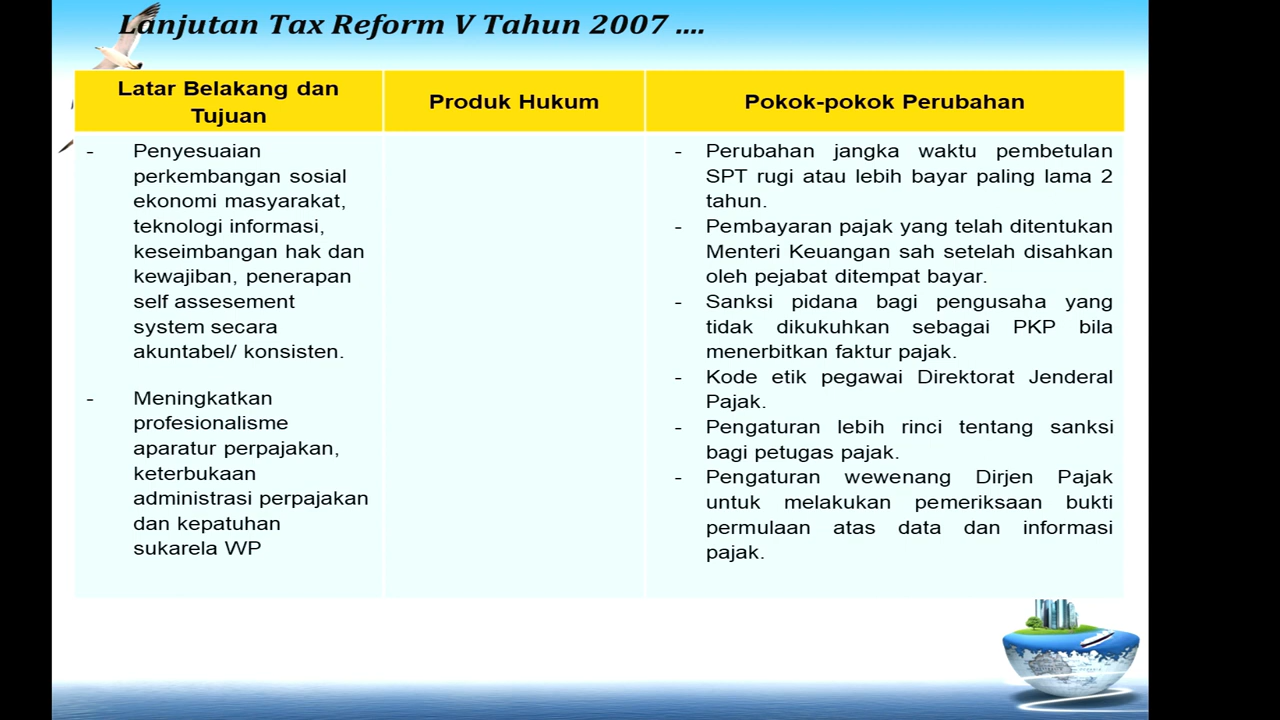 Lanjutan Tax Reform V Tahun 2007 ....
Latar Belakang dan
Tujuan
Produk Hukum
Pokok-pokok Perubahan
- Penyesuaian
perkembangan sosial
ekonomi masyarakat,
teknologi informasi,
keseimbangan hak dan
kewajiban, penerapan
self assesement
system secara
akuntabel/ konsisten.
- Meningkatkan
profesionalisme
aparatur perpajakan,
keterbukaan
administrasi perpajakan
dan kepatuhan
sukarela WP
- Perubahan jangka waktu pembetulan
SPT rugi atau lebih bayar paling lama 2
tahun.
- Pembayaran pajak yang telah ditentukan
Menteri Keuangan sah setelah disahkan
oleh pejabat ditempat bayar.
- Sanksi pidana bagi pengusaha yang
tidak dikukuhkan sebagai PKP bila
menerbitkan faktur pajak.
- Kode etik pegawai Direktorat Jenderal
Pajak.
- Pengaturan lebih rinci tentang sanksi
bagi petugas pajak.
- Pengaturan wewenang Dirjen Pajak
untuk melakukan pemeriksaan bukti
permulaan atas data dan informasi
pajak.